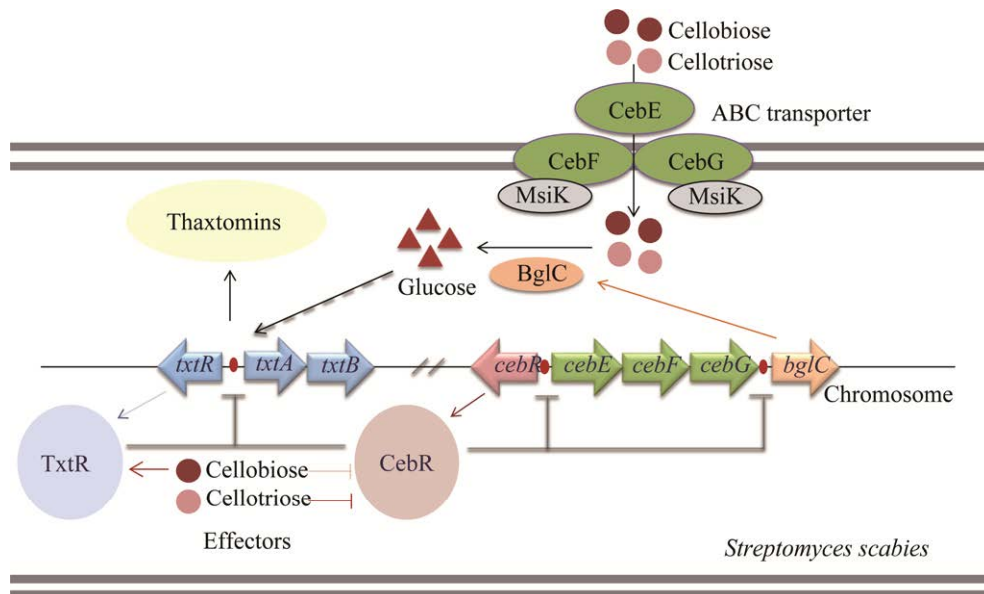 Cellobiose
Cellotriose
CebE
ABC transporter
CebF
CebG
MsiK
MsiK
Thaxtomins
Glucose
BglC
txtR
txtA
txtB
cebR
cebE
cebF
cebG
bglC
Chromosome
TxtR
Cellobiose
CebR
Cellotriose
Effectors
Streptomyces scabies